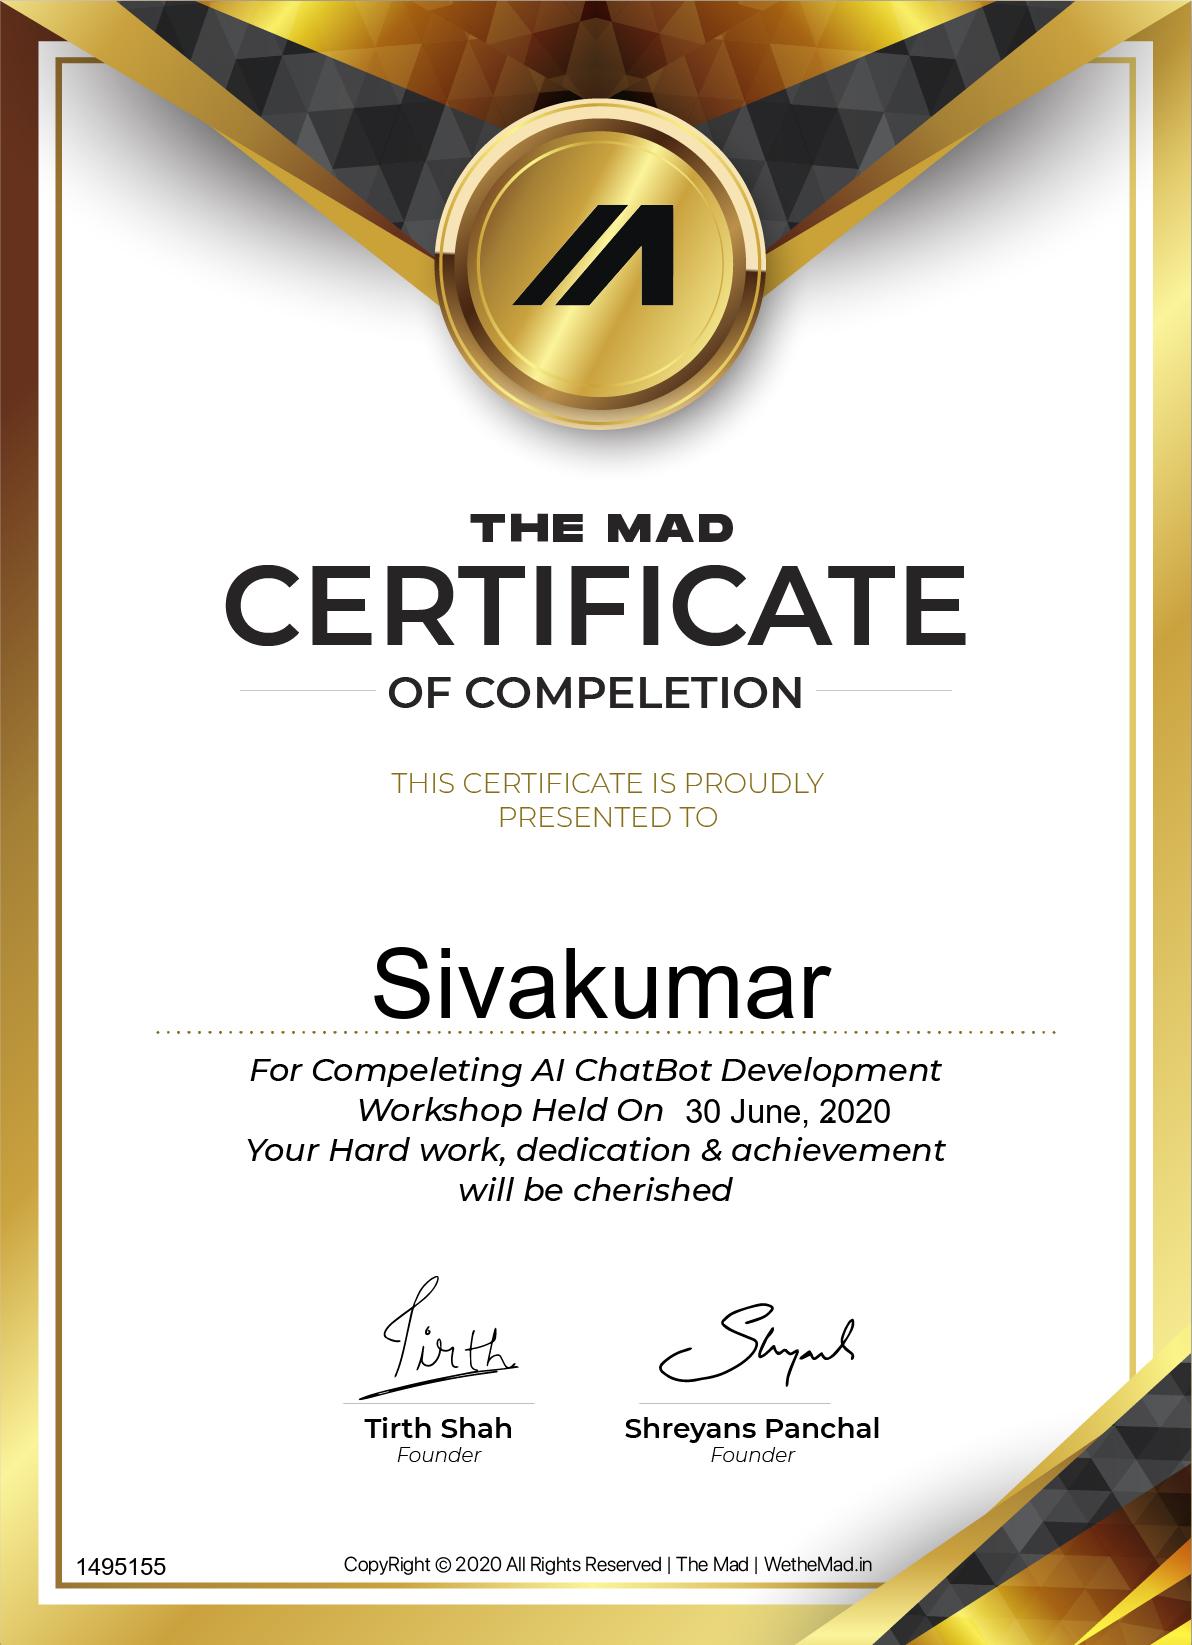 THE MAD
CERTIFICATE
OF COMPELETION
THIS CERTIFICATE IS PROUDLY
PRESENTED TO
Sivakumar
For Compeleting AI ChatBot Development
Workshop Held On 30 June, 2020
Your Hard work, dedication & achievement
will be cherished
Tirth
Tirth Shah
Founder
Shreyans Panchal
Founder
1495155
CopyRight © 2020 All Rights Reserved | The Mad | WetheMad.in